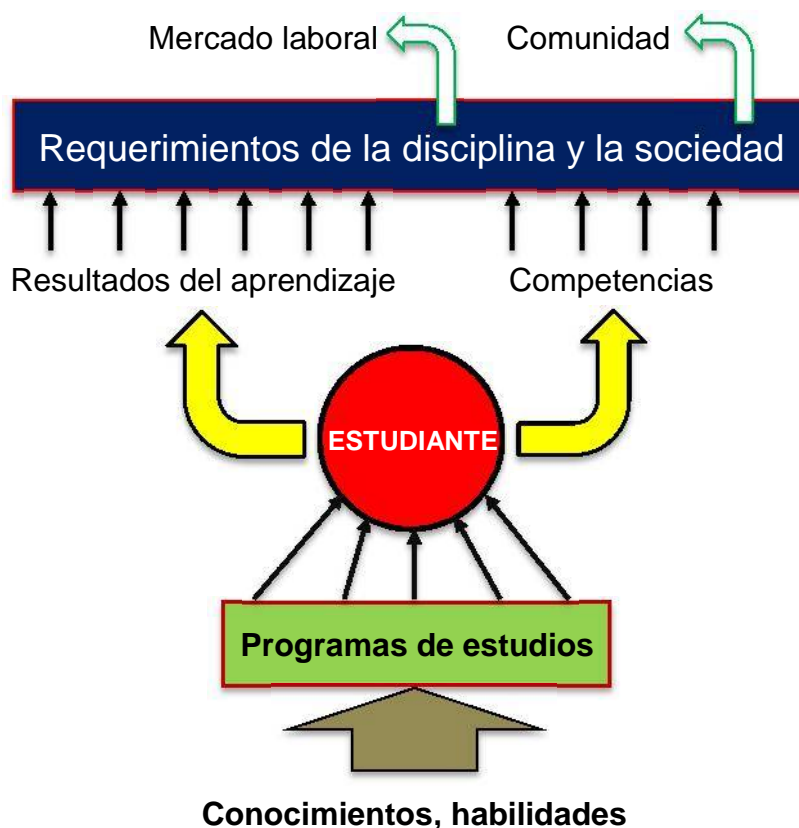 Mercado laboral
Comunidad
Requerimientos de la disciplina y la sociedad
Resultados del aprendizaje
Competencias
ESTUDIANTE
Programas de estudios
Conocimientos, habilidades